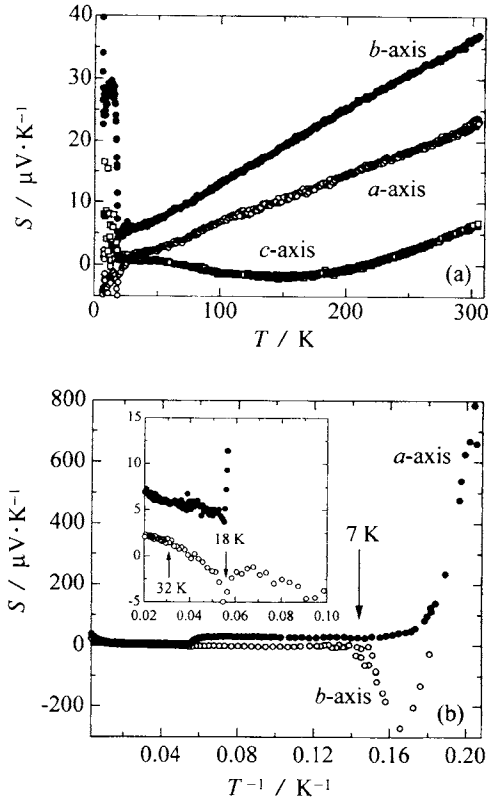 40
30
20
10
0
S / μV·K⁻¹
b-axis
a-axis
c-axis
(a)
0 100 200 300
T / K
800
600
400
200
0
-200
S / μV·K⁻¹
15
10
5
0
-5
18 K
32 K
0.02 0.04 0.06 0.08 0.10
a-axis
7 K
b-axis
(b)
0.04 0.08 0.12 0.16 0.20
T⁻¹ / K⁻¹